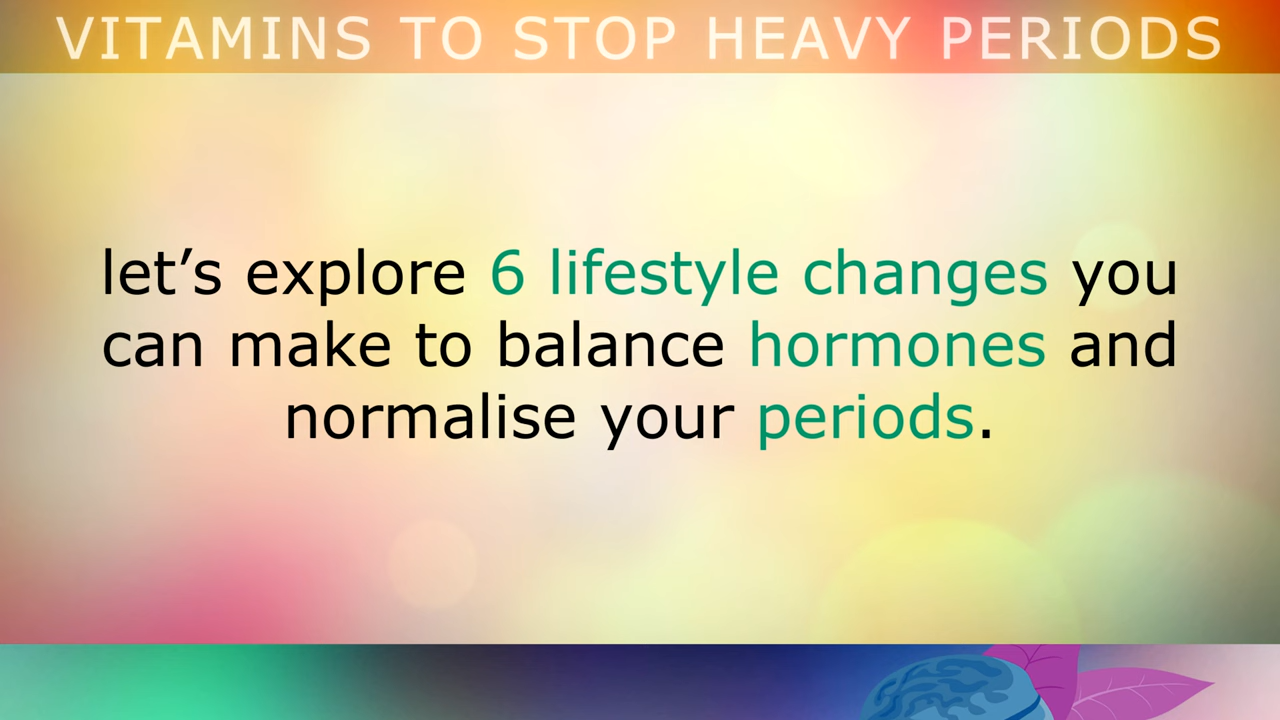 VITAMINS TO STOP HEAVY PERIODS
let’s explore 6 lifestyle changes you
can make to balance hormones and
normalise your periods.